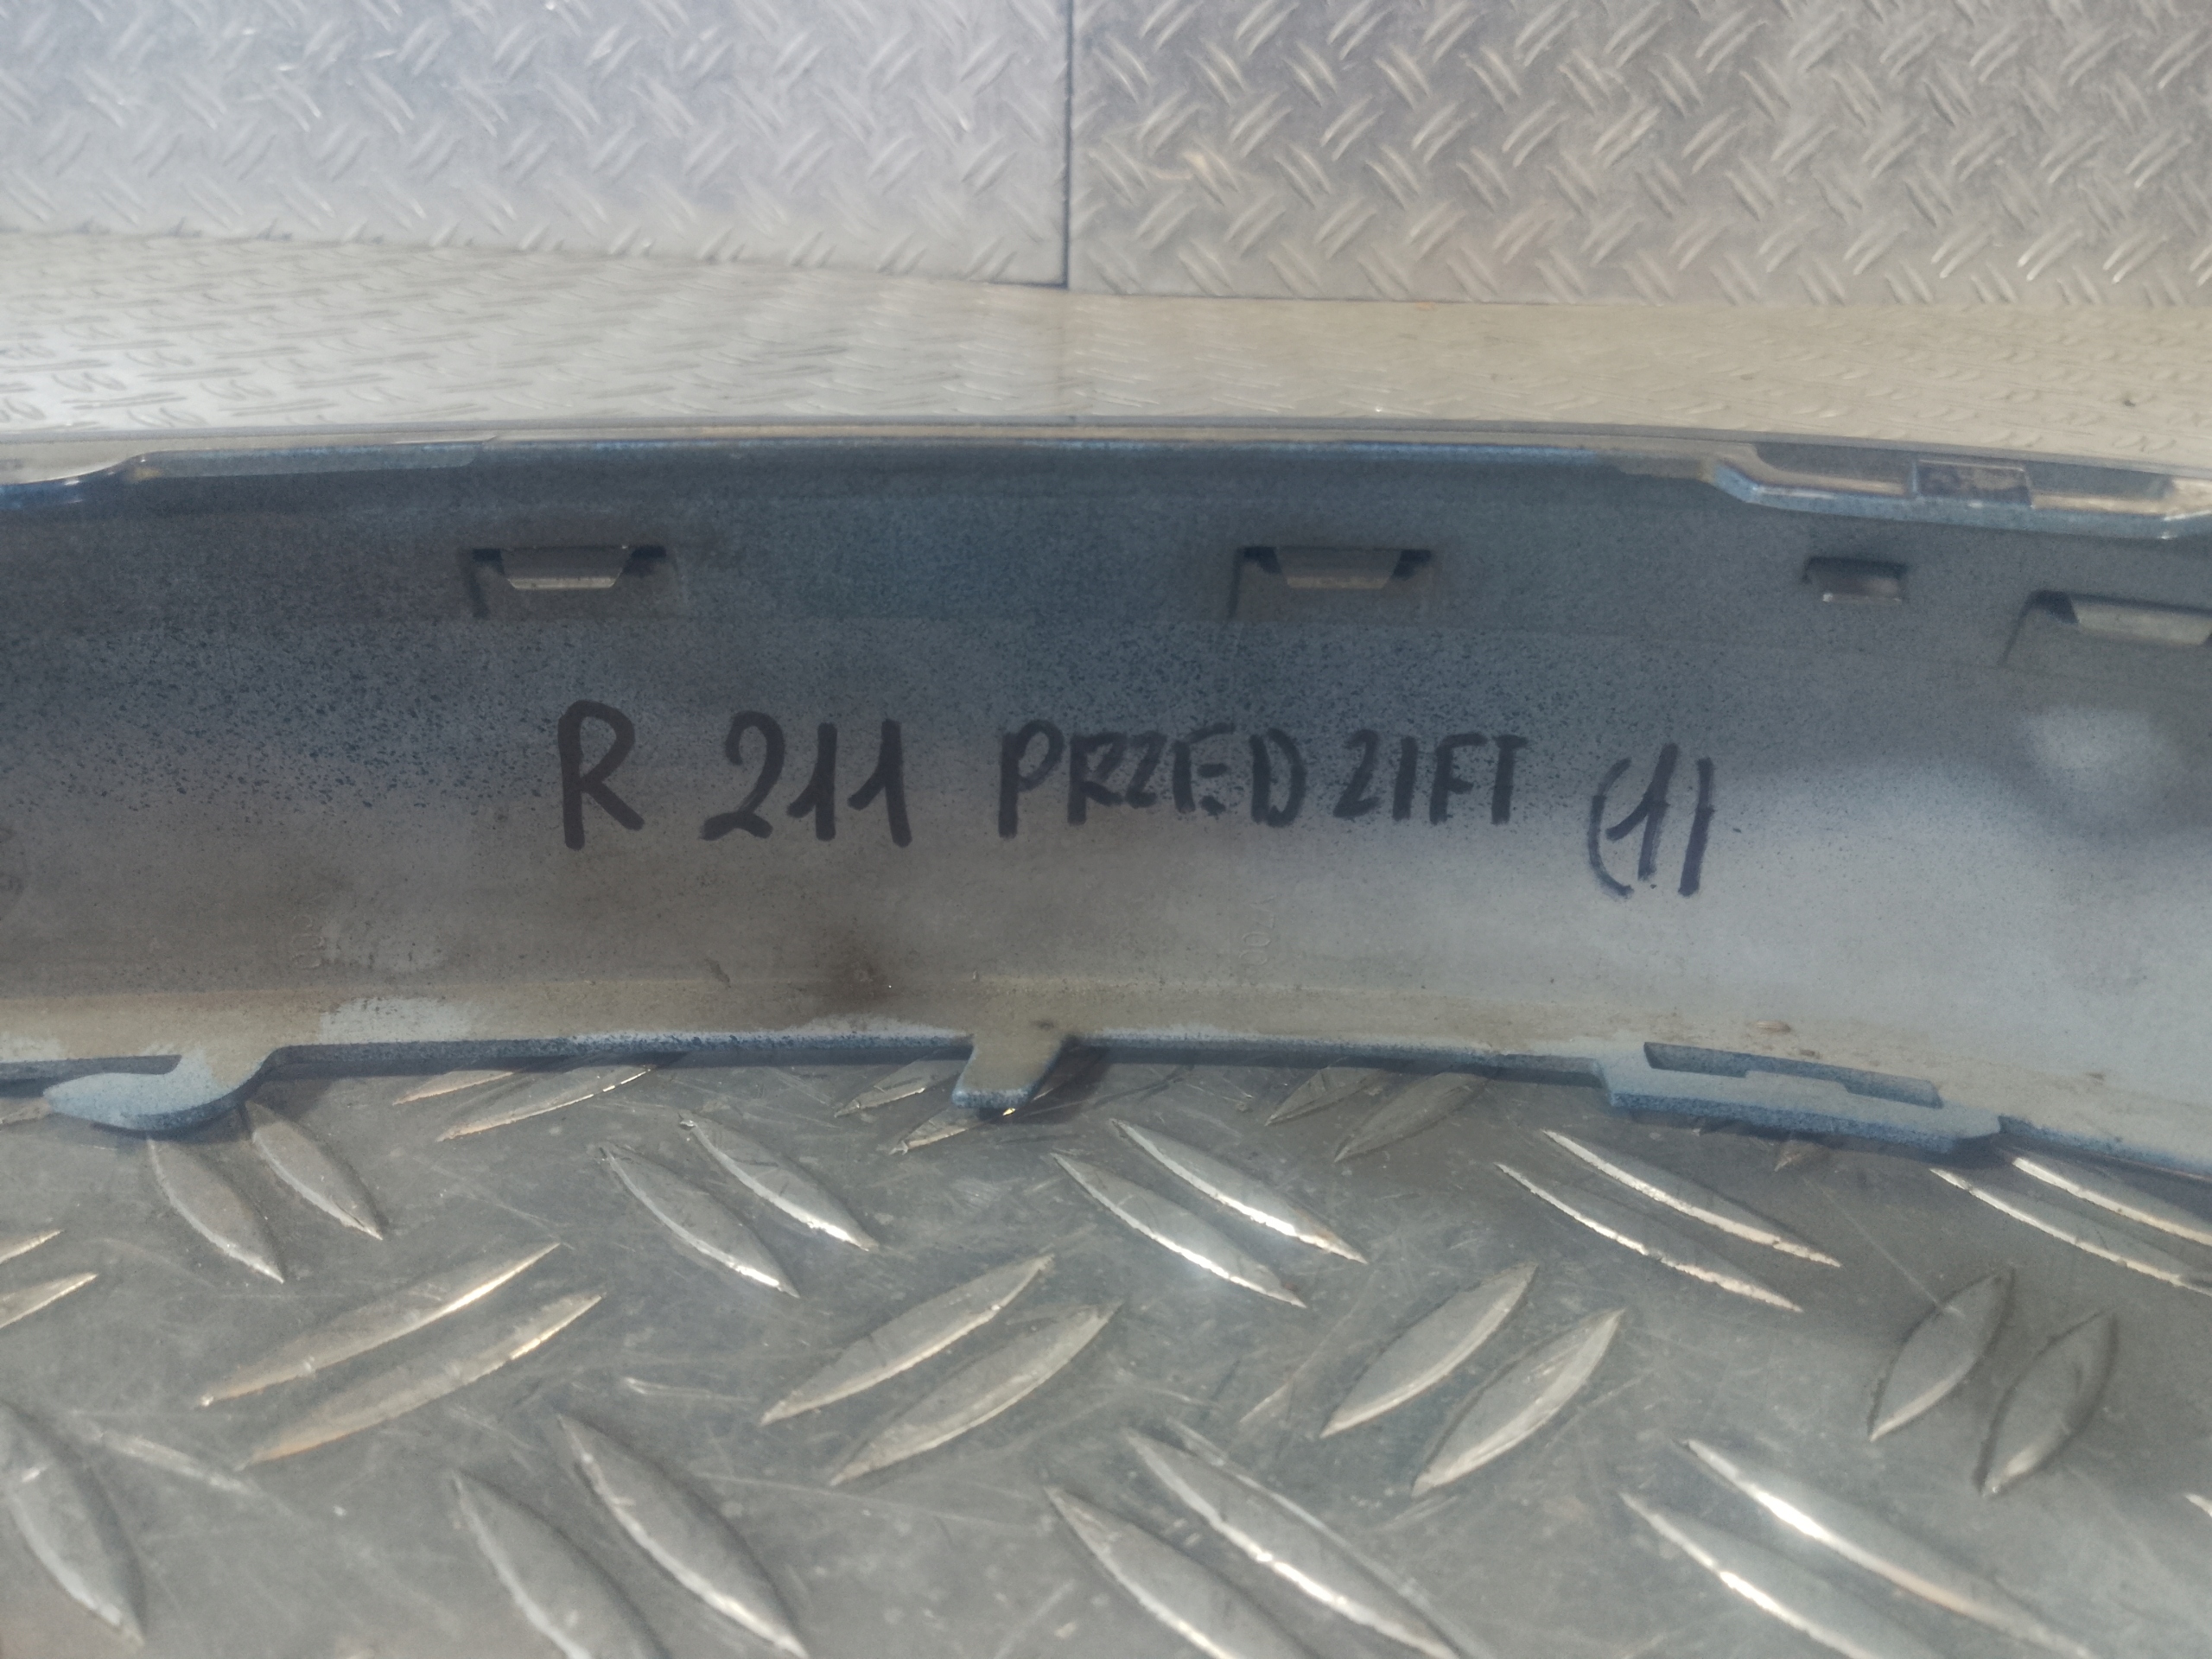 R 211 PRZED LIFT (1)